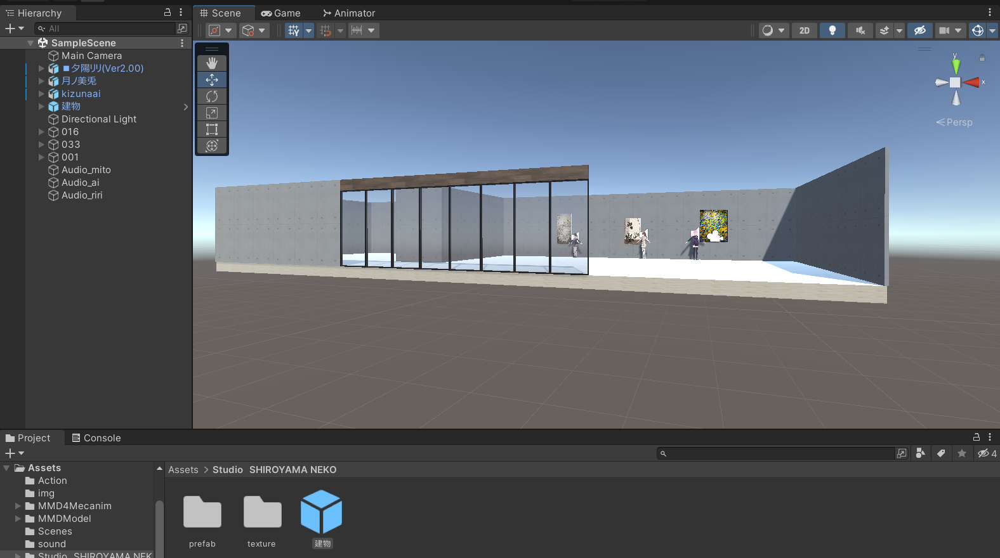 Hierarchy
Scene
Game
Animator
All
2D
SampleScene
Main Camera
■夕陽リリ(Ver2.00)
月ノ美兎
kizunaai
建物
Directional Light
016
033
001
Audio_mito
Audio_ai
Audio_riri
y
x
Persp
Project
Console
4
Assets
Action
img
MMD4Mecanim
MMDModel
Scenes
sound
Studio SHIROYAMA NEK
Assets > Studio SHIROYAMA NEKO
prefab
texture
建物